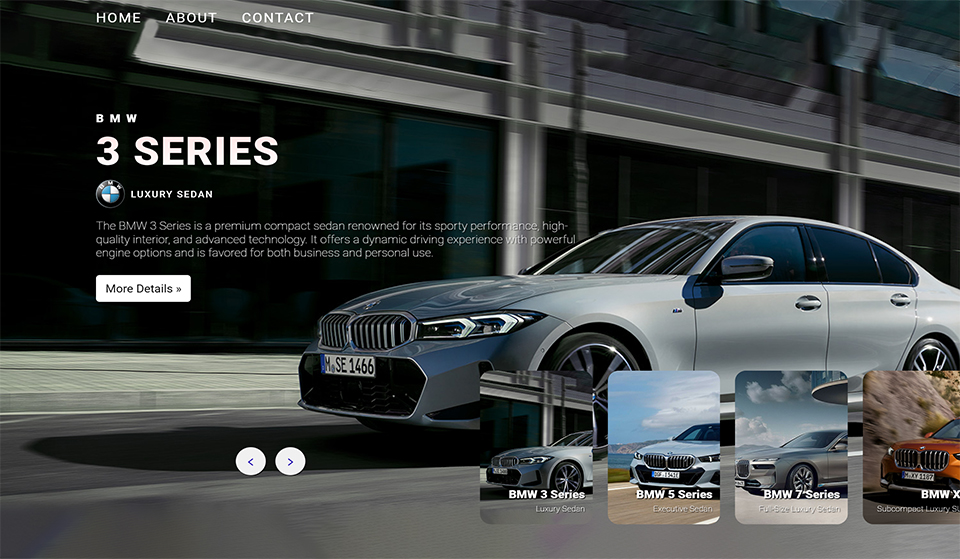 HOME ABOUT CONTACT
BMW
3 SERIES
LUXURY SEDAN
The BMW 3 Series is a premium compact sedan renowned for its sporty performance, high-
quality interior, and advanced technology. It offers a dynamic driving experience with powerful
engine options and is favored for both business and personal use.
More Details »
M SE 1466
< >
BMW 3 Series BMW 5 Series BMW 7 Series BMW X
Luxury Sedan Executive Sedan Full-Size Luxury Sedan Subcompact Luxury SU